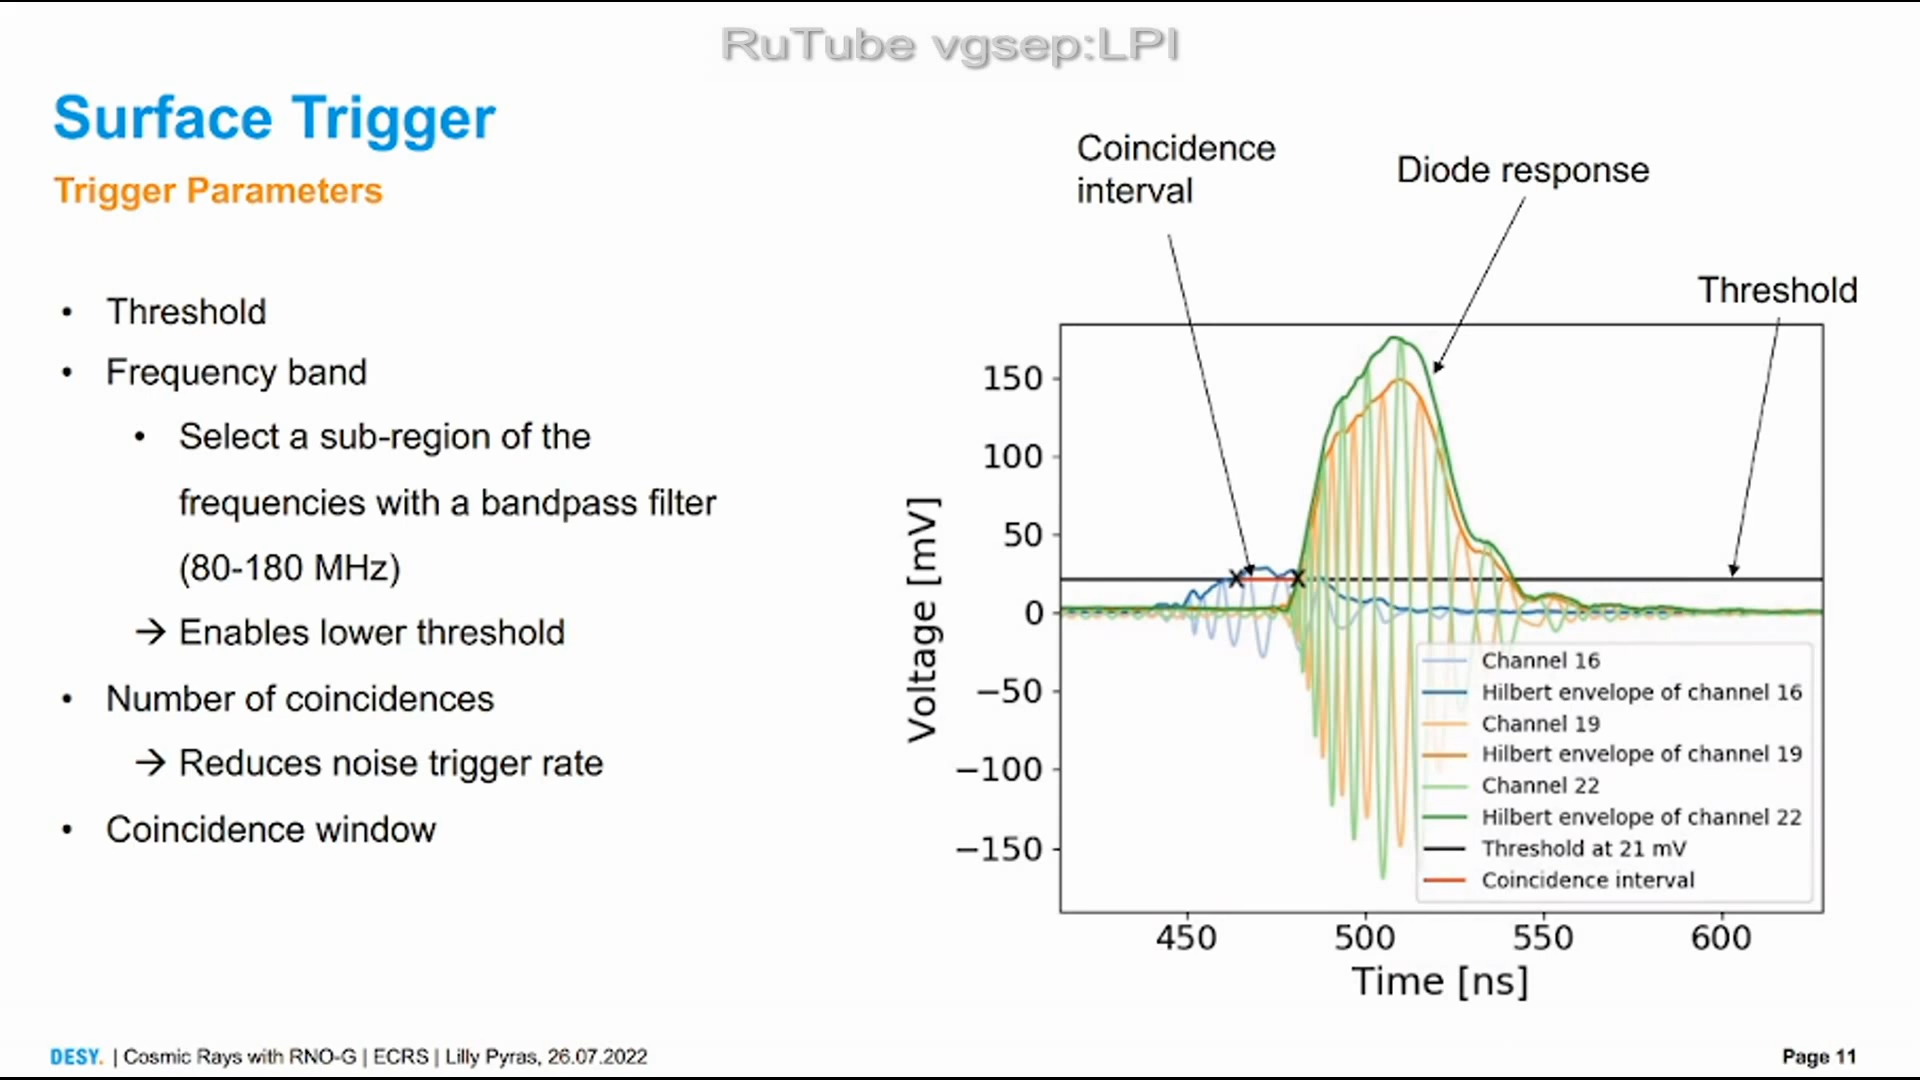 RuTube vgsep:LPI
Surface Trigger
Trigger Parameters
• Threshold
• Frequency band
• Select a sub-region of the
frequencies with a bandpass filter
(80-180 MHz)
→ Enables lower threshold
• Number of coincidences
→ Reduces noise trigger rate
• Coincidence window
Coincidence
interval
Diode response
Threshold
Voltage [mV]
150
100
50
0
−50
−100
−150
Channel 16
Hilbert envelope of channel 16
Channel 19
Hilbert envelope of channel 19
Channel 22
Hilbert envelope of channel 22
Threshold at 21 mV
Coincidence interval
450 500 550 600
Time [ns]
DESY. | Cosmic Rays with RNO-G | ECRS | Lilly Pyras, 26.07.2022
Page 11